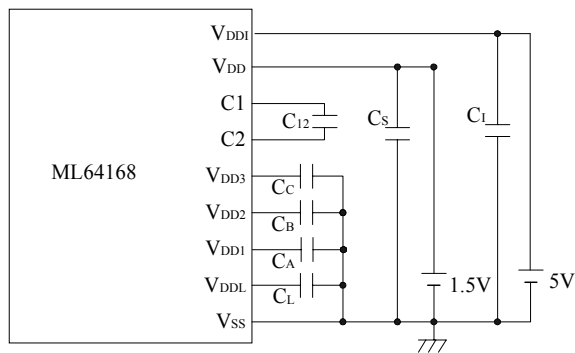 VDDI
VDD
C1
C12
CS
CI
C2
ML64168
VDD3
CC
VDD2
CB
VDD1
CA
1.5V
5V
VDDL
CL
VSS